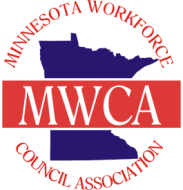 MINNESOTA WORKFORCE
MWCA
COUNCIL ASSOCIATION